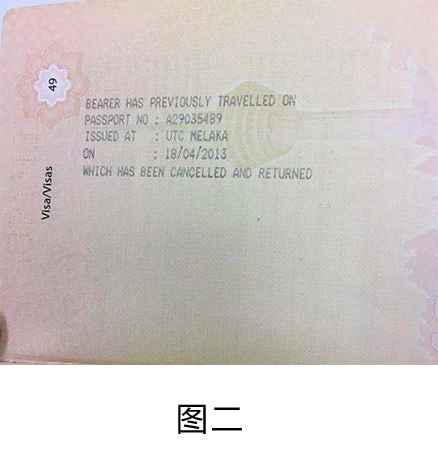 49
BEARER HAS PREVIOUSLY TRAVELLED ON
PASSPORT NO : A29035489
ISSUED AT : UTC MELAKA
ON : 18/04/2013
WHICH HAS BEEN CANCELLED AND RETURNED
Visa/Visas
图二